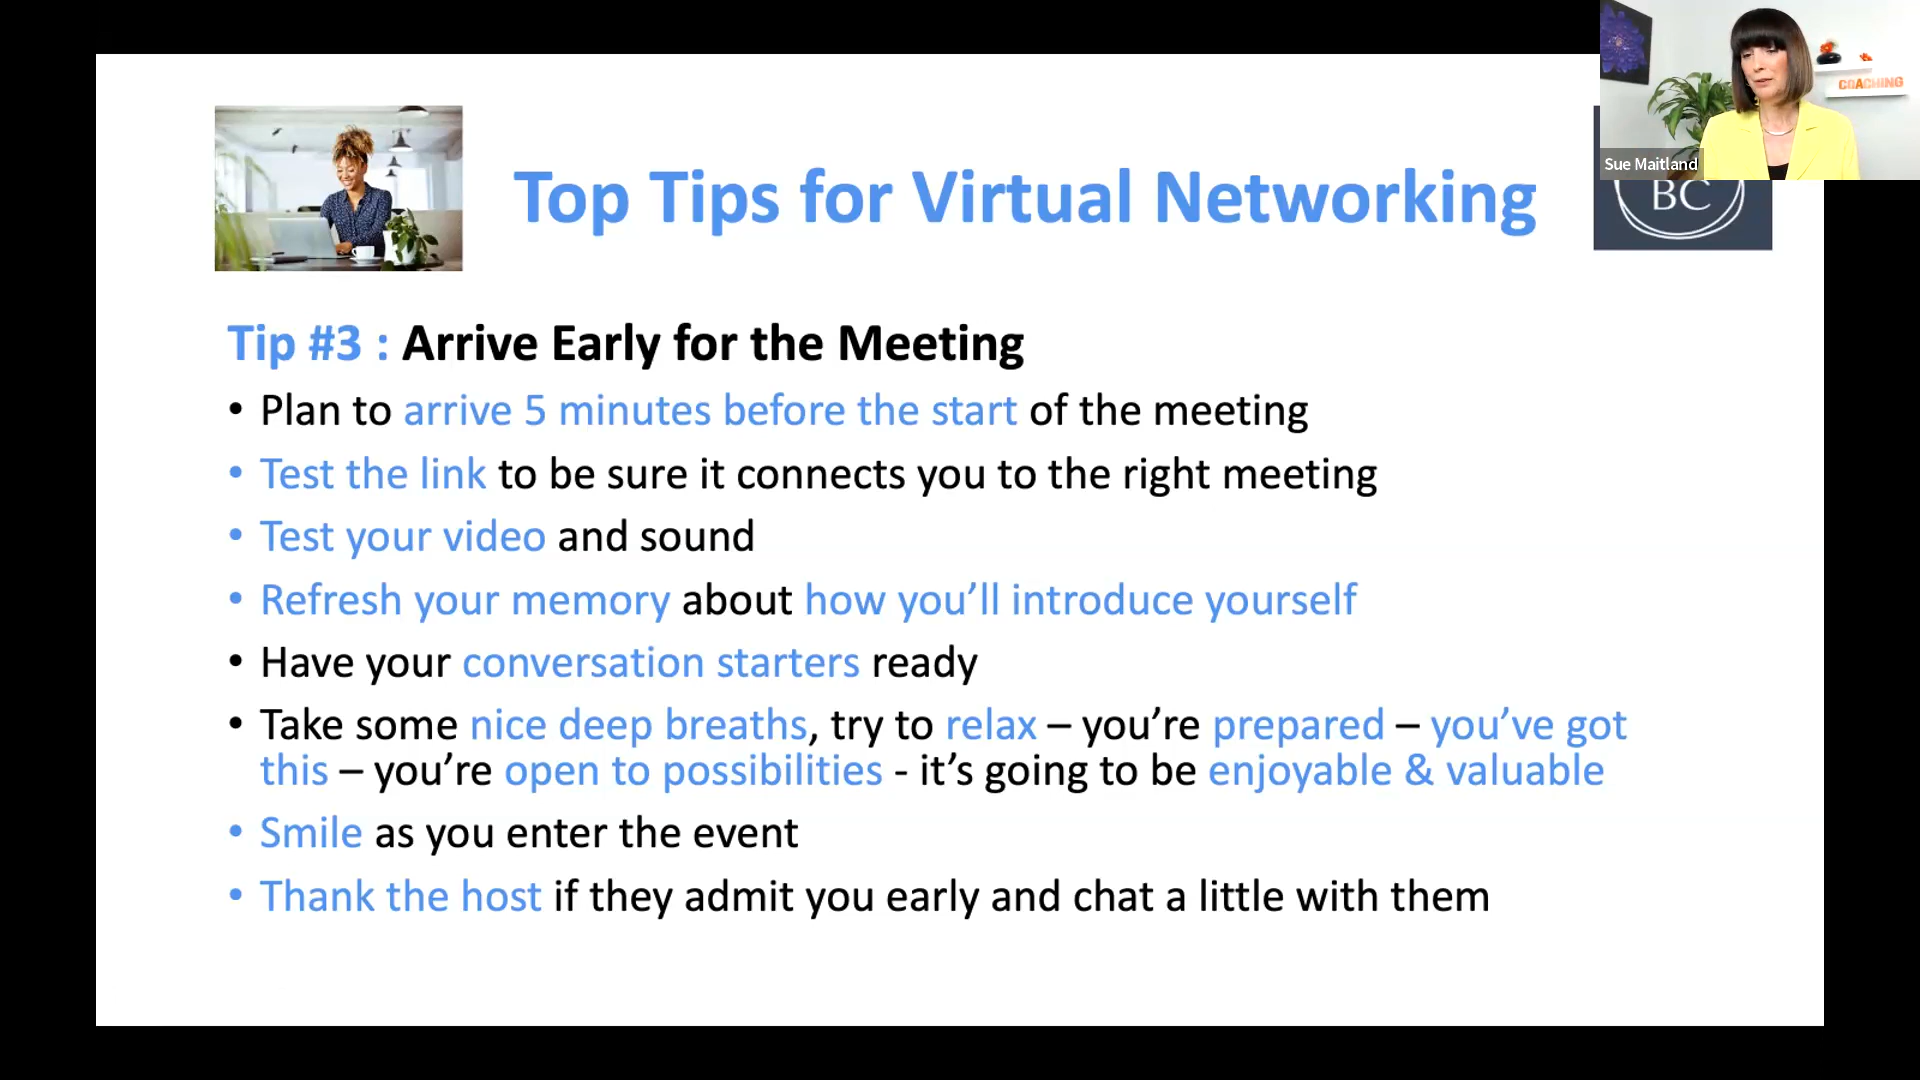 COACHING
Sue Maitland
BC
Top Tips for Virtual Networking
Tip #3 : Arrive Early for the Meeting
• Plan to arrive 5 minutes before the start of the meeting
• Test the link to be sure it connects you to the right meeting
• Test your video and sound
• Refresh your memory about how you’ll introduce yourself
• Have your conversation starters ready
• Take some nice deep breaths, try to relax – you’re prepared – you’ve got
this – you’re open to possibilities - it’s going to be enjoyable & valuable
• Smile as you enter the event
• Thank the host if they admit you early and chat a little with them